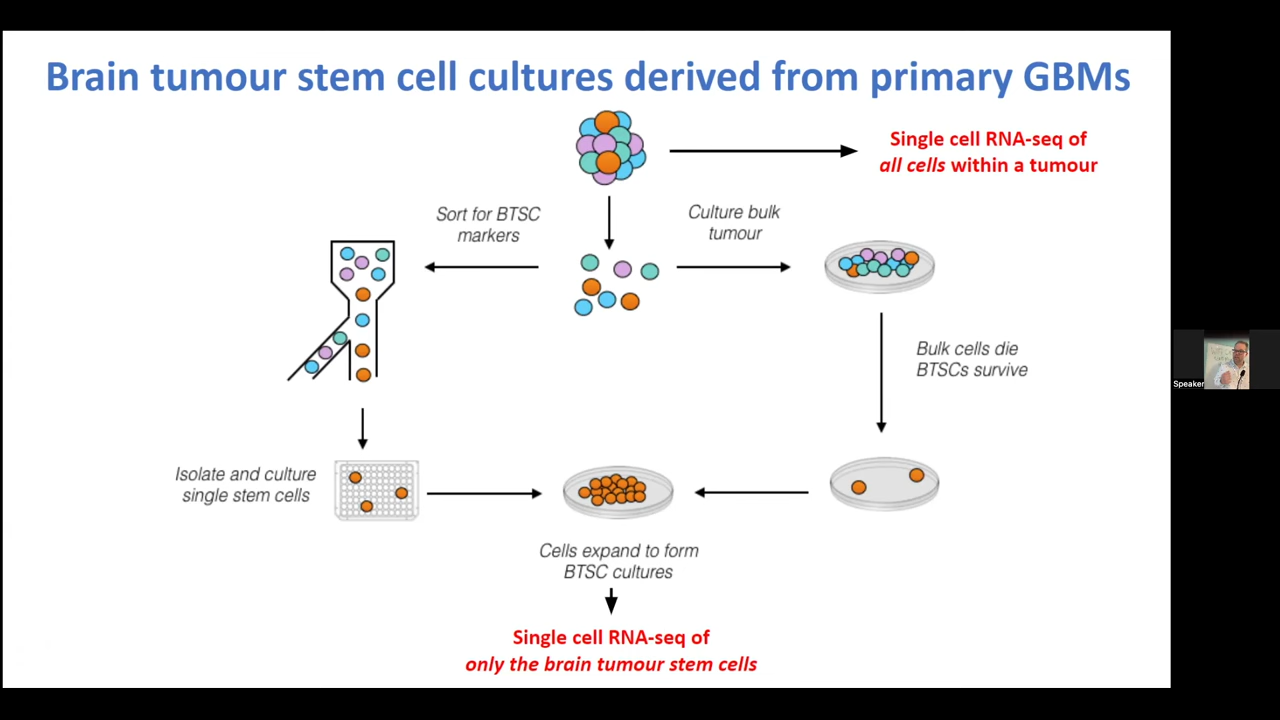 Brain tumour stem cell cultures derived from primary GBMs
Single cell RNA-seq of
all cells within a tumour
Sort for BTSC
markers
Culture bulk
tumour
Bulk cells die
BTSCs survive
Isolate and culture
single stem cells
Cells expand to form
BTSC cultures
Single cell RNA-seq of
only the brain tumour stem cells
Speaker